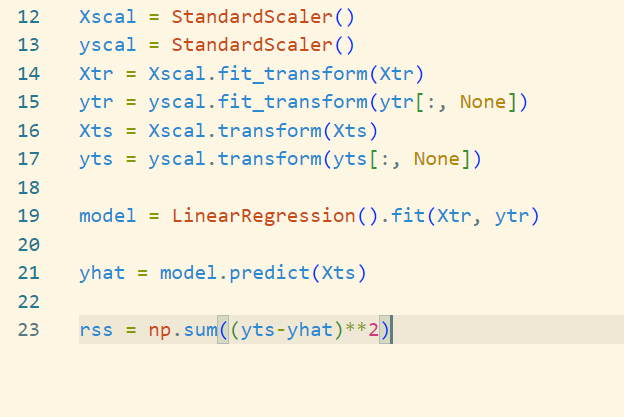 12 Xscal = StandardScaler()
13 yscal = StandardScaler()
14 Xtr = Xscal.fit_transform(Xtr)
15 ytr = yscal.fit_transform(ytr[:, None])
16 Xts = Xscal.transform(Xts)
17 yts = yscal.transform(yts[:, None])
18
19 model = LinearRegression().fit(Xtr, ytr)
20
21 yhat = model.predict(Xts)
22
23 rss = np.sum((yts-yhat)**2)